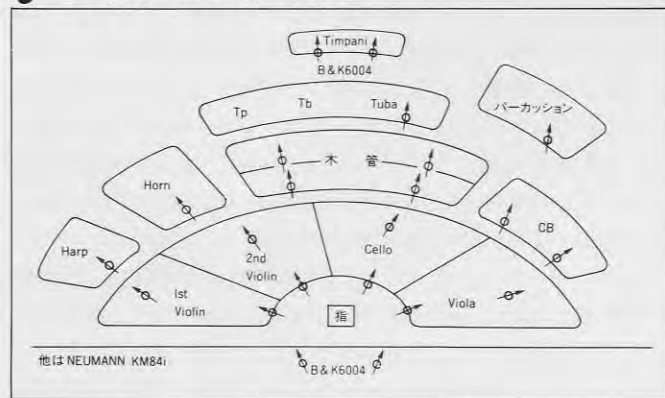 Timpani
B&K6004
Tp Tb Tuba
パーカッション
木 管
Horn
CB
Harp
2nd
Violin
Cello
Ist
Violin
Viola
指
他は NEUMANN KM84i
B&K6004